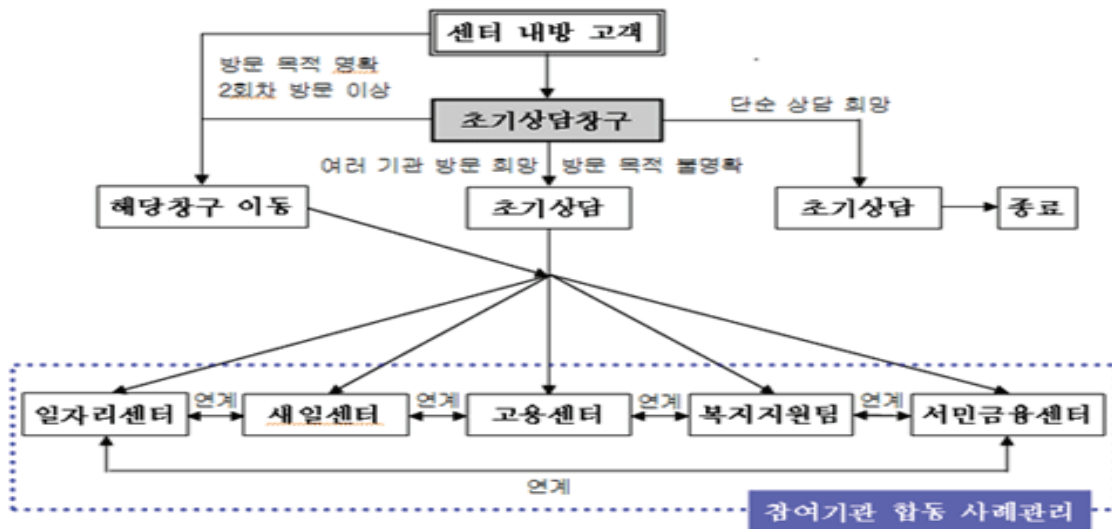 센터 내방 고객
방문 목적 명확
2회차 방문 이상
초기상담창구
단순 상담 희망
여러 기관 방문 희망
방문 목적 불명확
해당창구 이동
초기상담
초기상담
종료
일자리센터
연계
새일센터
연계
고용센터
연계
복지지원팀
연계
서민금융센터
연계
참여기관 합동 사례관리